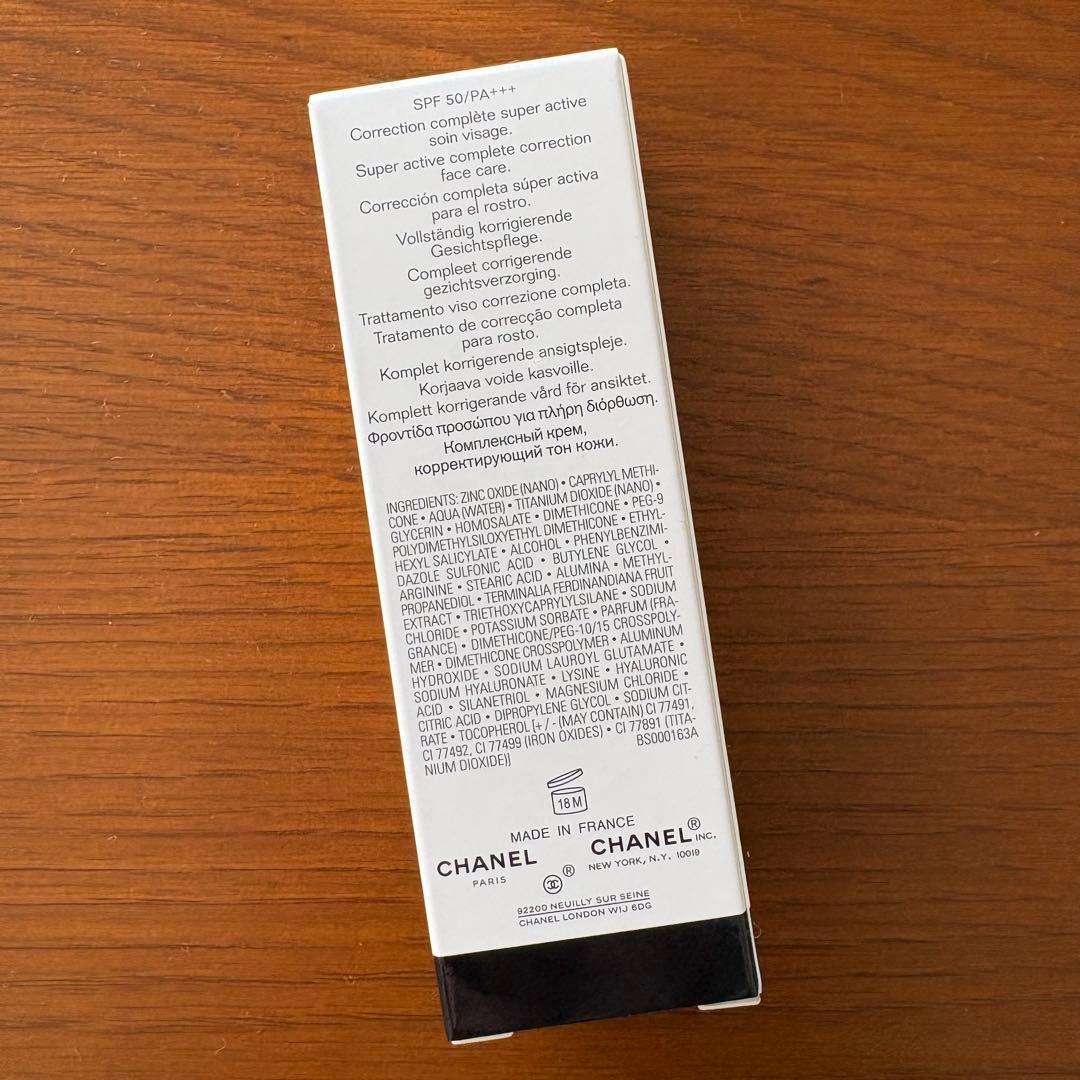 SPF 50/PA+++
Correction complète super active
soin visage.
Super active complete correction
face care.
Corrección completa súper activa
para el rostro.
Vollständig korrigierende
Gesichtspflege.
Compleet corrigerende
gezichtsverzorging.
Trattamento viso correzione completa.
Tratamento de correcção completa
para rosto.
Komplet korrigerende ansigtspleje.
Korjaava voide kasvoille.
Komplett korrigerande vård för ansiktet.
Φροντίδα προσώπου για πλήρη διόρθωση.
Комплексный крем,
корректирующий тон кожи.
INGREDIENTS: ZINC OXIDE (NANO) • CAPRYLYL METHI-
CONE • AQUA (WATER) • TITANIUM DIOXIDE (NANO) •
GLYCERIN • HOMOSALATE • DIMETHICONE • PEG-9
POLYDIMETHYLSILOXYETHYL DIMETHICONE • ETHYL-
HEXYL SALICYLATE • ALCOHOL • PHENYLBENZIMI-
DAZOLE SULFONIC ACID • BUTYLENE GLYCOL •
ARGININE • STEARIC ACID • ALUMINA • METHYL-
PROPANEDIOL • TERMINALIA FERDINANDIANA FRUIT
EXTRACT • TRIETHOXYCAPRYLYLSILANE • SODIUM
CHLORIDE • POTASSIUM SORBATE • PARFUM (FRA-
GRANCE) • DIMETHICONE/PEG-10/15 CROSSPOLY-
MER • DIMETHICONE CROSSPOLYMER • ALUMINUM
HYDROXIDE • SODIUM LAUROYL GLUTAMATE •
SODIUM HYALURONATE • LYSINE • HYALURONIC
ACID • SILANETRIOL • MAGNESIUM CHLORIDE •
CITRIC ACID • DIPROPYLENE GLYCOL • SODIUM CIT-
RATE • TOCOPHEROL [+/- (MAY CONTAIN) CI 77491,
CI 77492, CI 77499 (IRON OXIDES) • CI 77891 (TITA-
NIUM DIOXIDE)] BS000163A
18 M
MADE IN FRANCE
CHANEL
PARIS
®
CHANEL® INC.
NEW YORK, N.Y. 10019
92200 NEUILLY SUR SEINE
CHANEL LONDON W1J 6DG